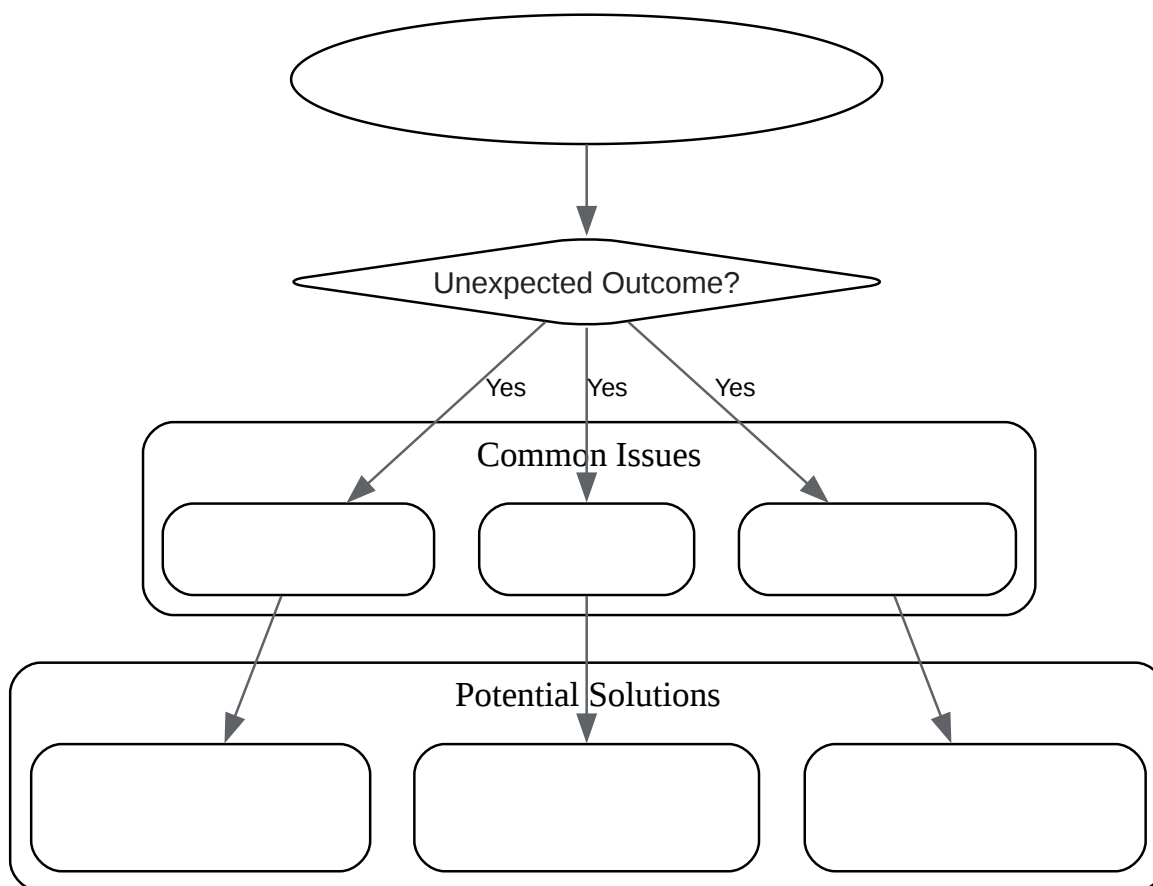 Unexpected Outcome?
Yes Yes Yes
Common Issues
Potential Solutions